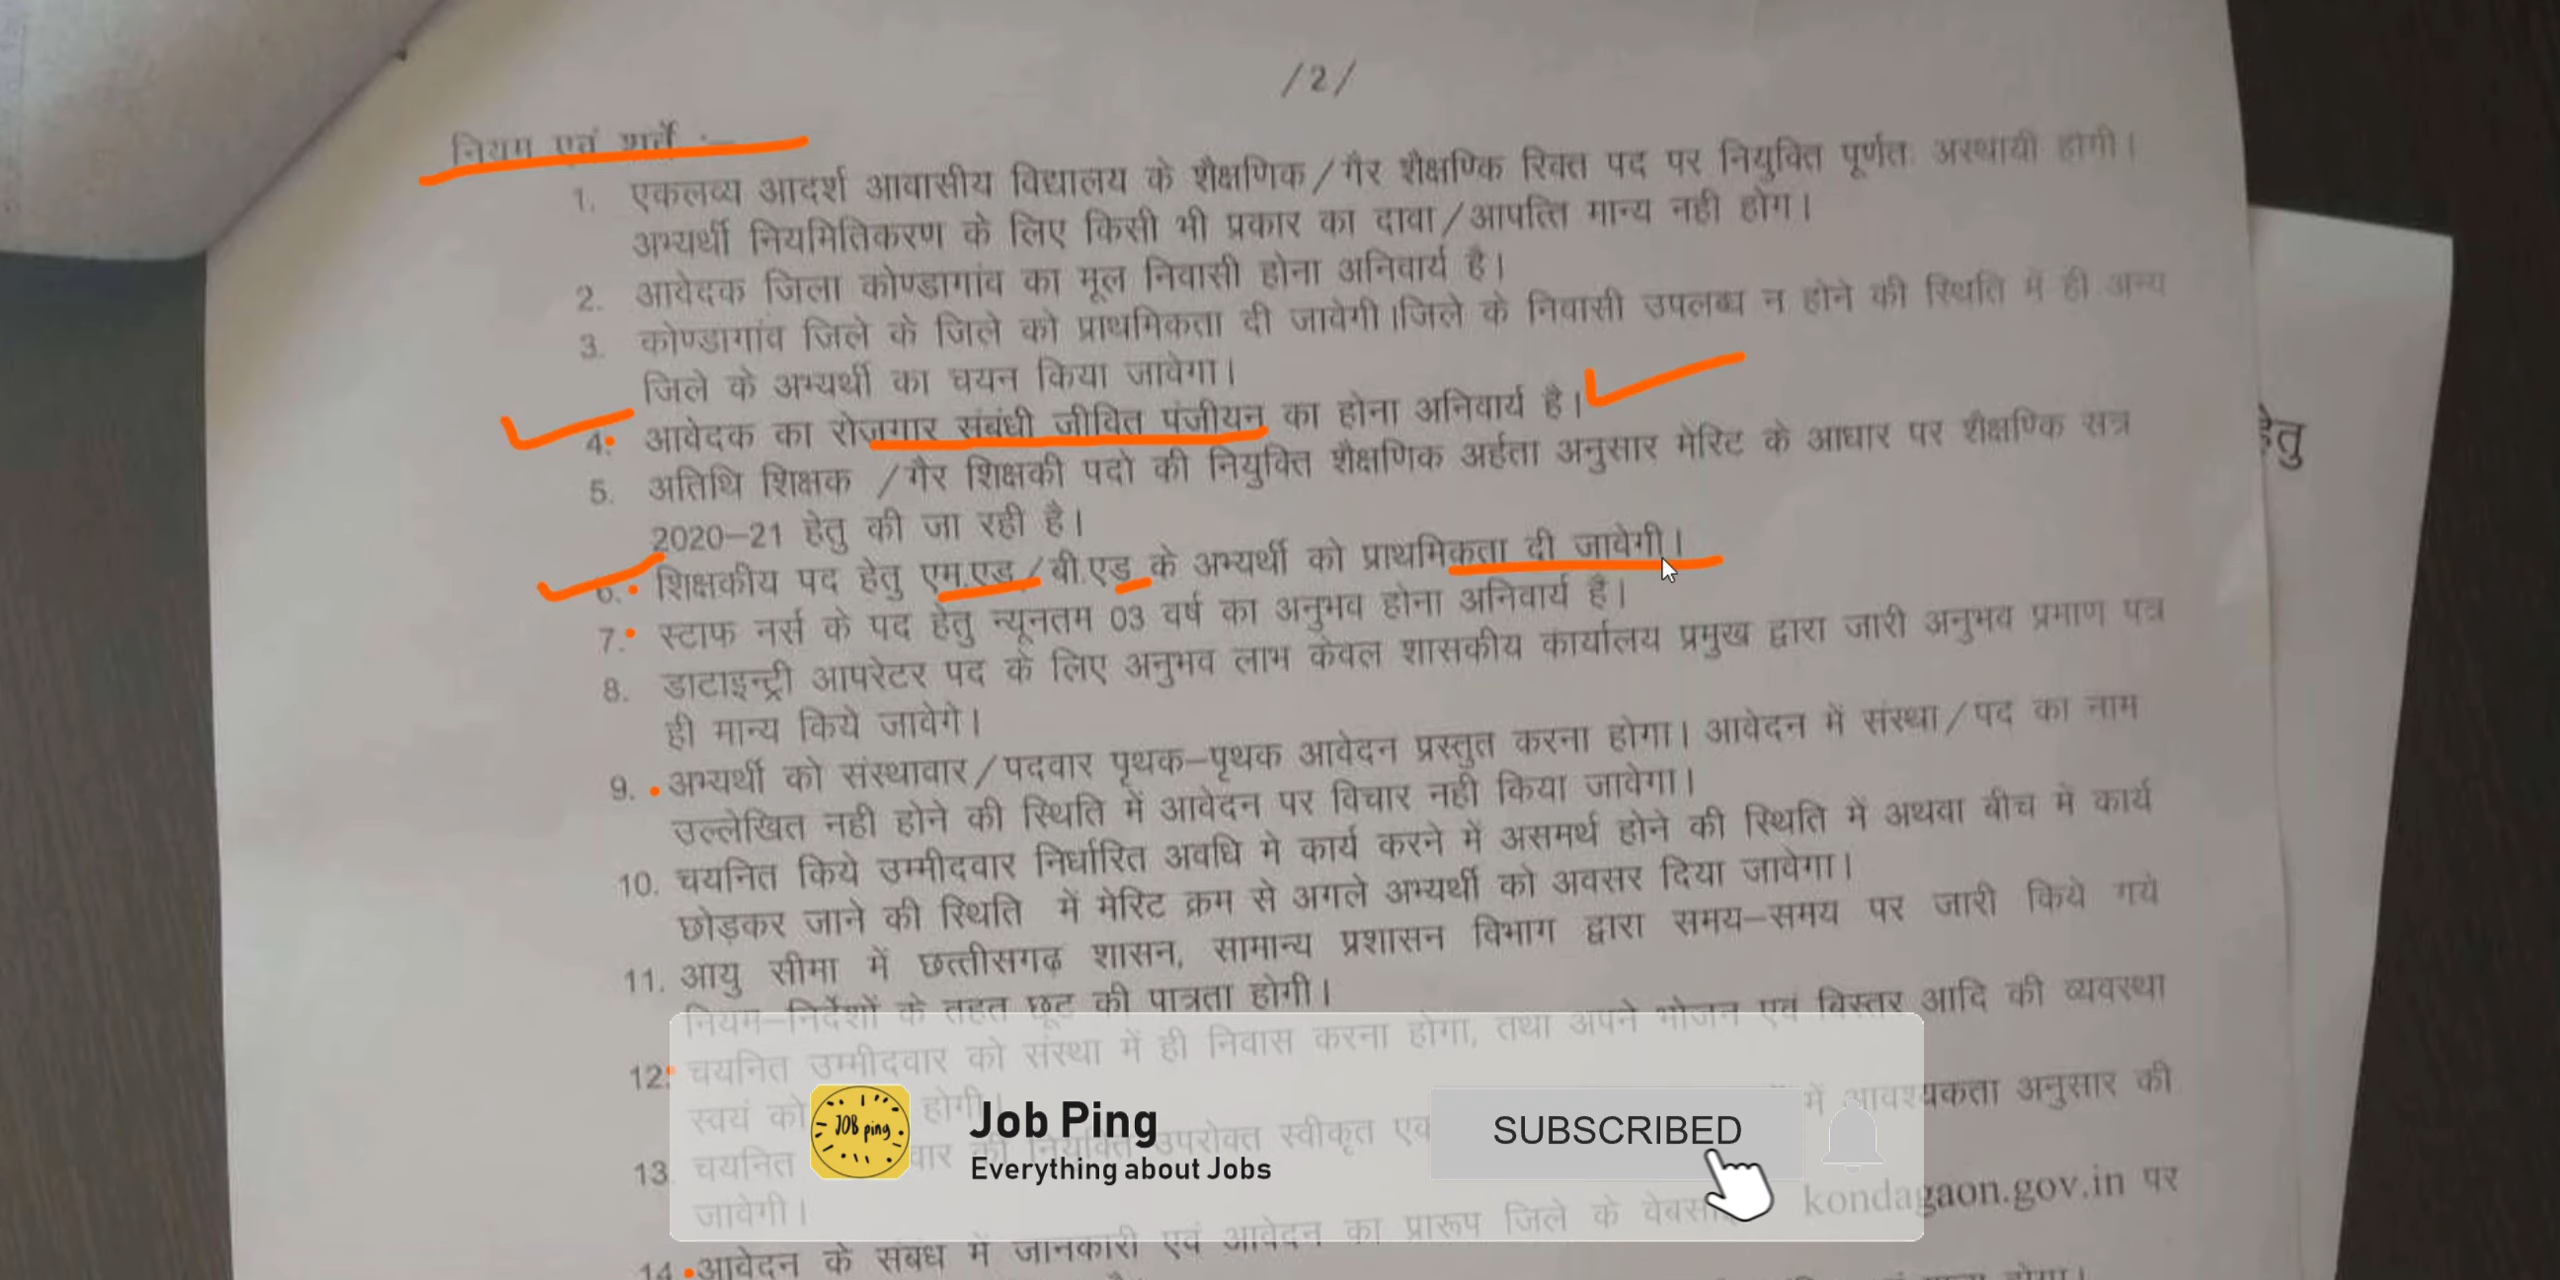 /2/
नियम एवं शर्ते :–
1. एकलव्य आदर्श आवासीय विद्यालय के शैक्षणिक/गैर शैक्षण्कि रिक्त पद पर नियुक्ति पूर्णतः अस्थायी होगी।
अभ्यर्थी नियमितिकरण के लिए किसी भी प्रकार का दावा/आपत्ति मान्य नही होग।
2. आवेदक जिला कोण्डागांव का मूल निवासी होना अनिवार्य है।
3. कोण्डागांव जिले के जिले को प्राथमिकता दी जावेगी।जिले के निवासी उपलब्ध न होने की स्थिति में ही अन्य
जिले के अभ्यर्थी का चयन किया जावेगा।
4. आवेदक का रोजगार संबंधी जीवित पंजीयन का होना अनिवार्य है।
5. अतिथि शिक्षक /गैर शिक्षकी पदो की नियुक्ति शैक्षणिक अर्हता अनुसार मेरिट के आधार पर शैक्षण्कि सत्र
हेतु
2020–21 हेतु की जा रही है।
6. शिक्षकीय पद हेतु एम.एड/बी.एड के अभ्यर्थी को प्राथमिकता दी जावेगी।
7. स्टाफ नर्स के पद हेतु न्यूनतम 03 वर्ष का अनुभव होना अनिवार्य है।
8. डाटाइन्ट्री आपरेटर पद के लिए अनुभव लाभ केवल शासकीय कार्यालय प्रमुख द्वारा जारी अनुभव प्रमाण पत्र
ही मान्य किये जावेगे।
9. अभ्यर्थी को संस्थावार/पदवार पृथक–पृथक आवेदन प्रस्तुत करना होगा। आवेदन में संस्था/पद का नाम
उल्लेखित नही होने की स्थिति में आवेदन पर विचार नही किया जावेगा।
10. चयनित किये उम्मीदवार निर्धारित अवधि मे कार्य करने में असमर्थ होने की स्थिति में अथवा बीच में कार्य
छोड़कर जाने की स्थिति में मेरिट क्रम से अगले अभ्यर्थी को अवसर दिया जावेगा।
11. आयु सीमा में छत्तीसगढ शासन, सामान्य प्रशासन विभाग द्वारा समय–समय पर जारी किये गये
नियम–निर्देशों के तहत छूट की पात्रता होगी।
12. चयनित उम्मीदवार को संस्था में ही निवास करना होगा, तथा अपने भोजन एवं बिस्तर आदि की व्यवस्था
स्वयं को होगी।
13. चयनित की नियुक्ति उपरोक्त स्वीकृत में आवश्यकता अनुसार की
जावेगी।
14. आवेदन के संबंध में जानकारी एवं आवेदन का प्रारूप जिले के kondagaon.gov.in पर
JOB ping
Job Ping
Everything about Jobs
SUBSCRIBED